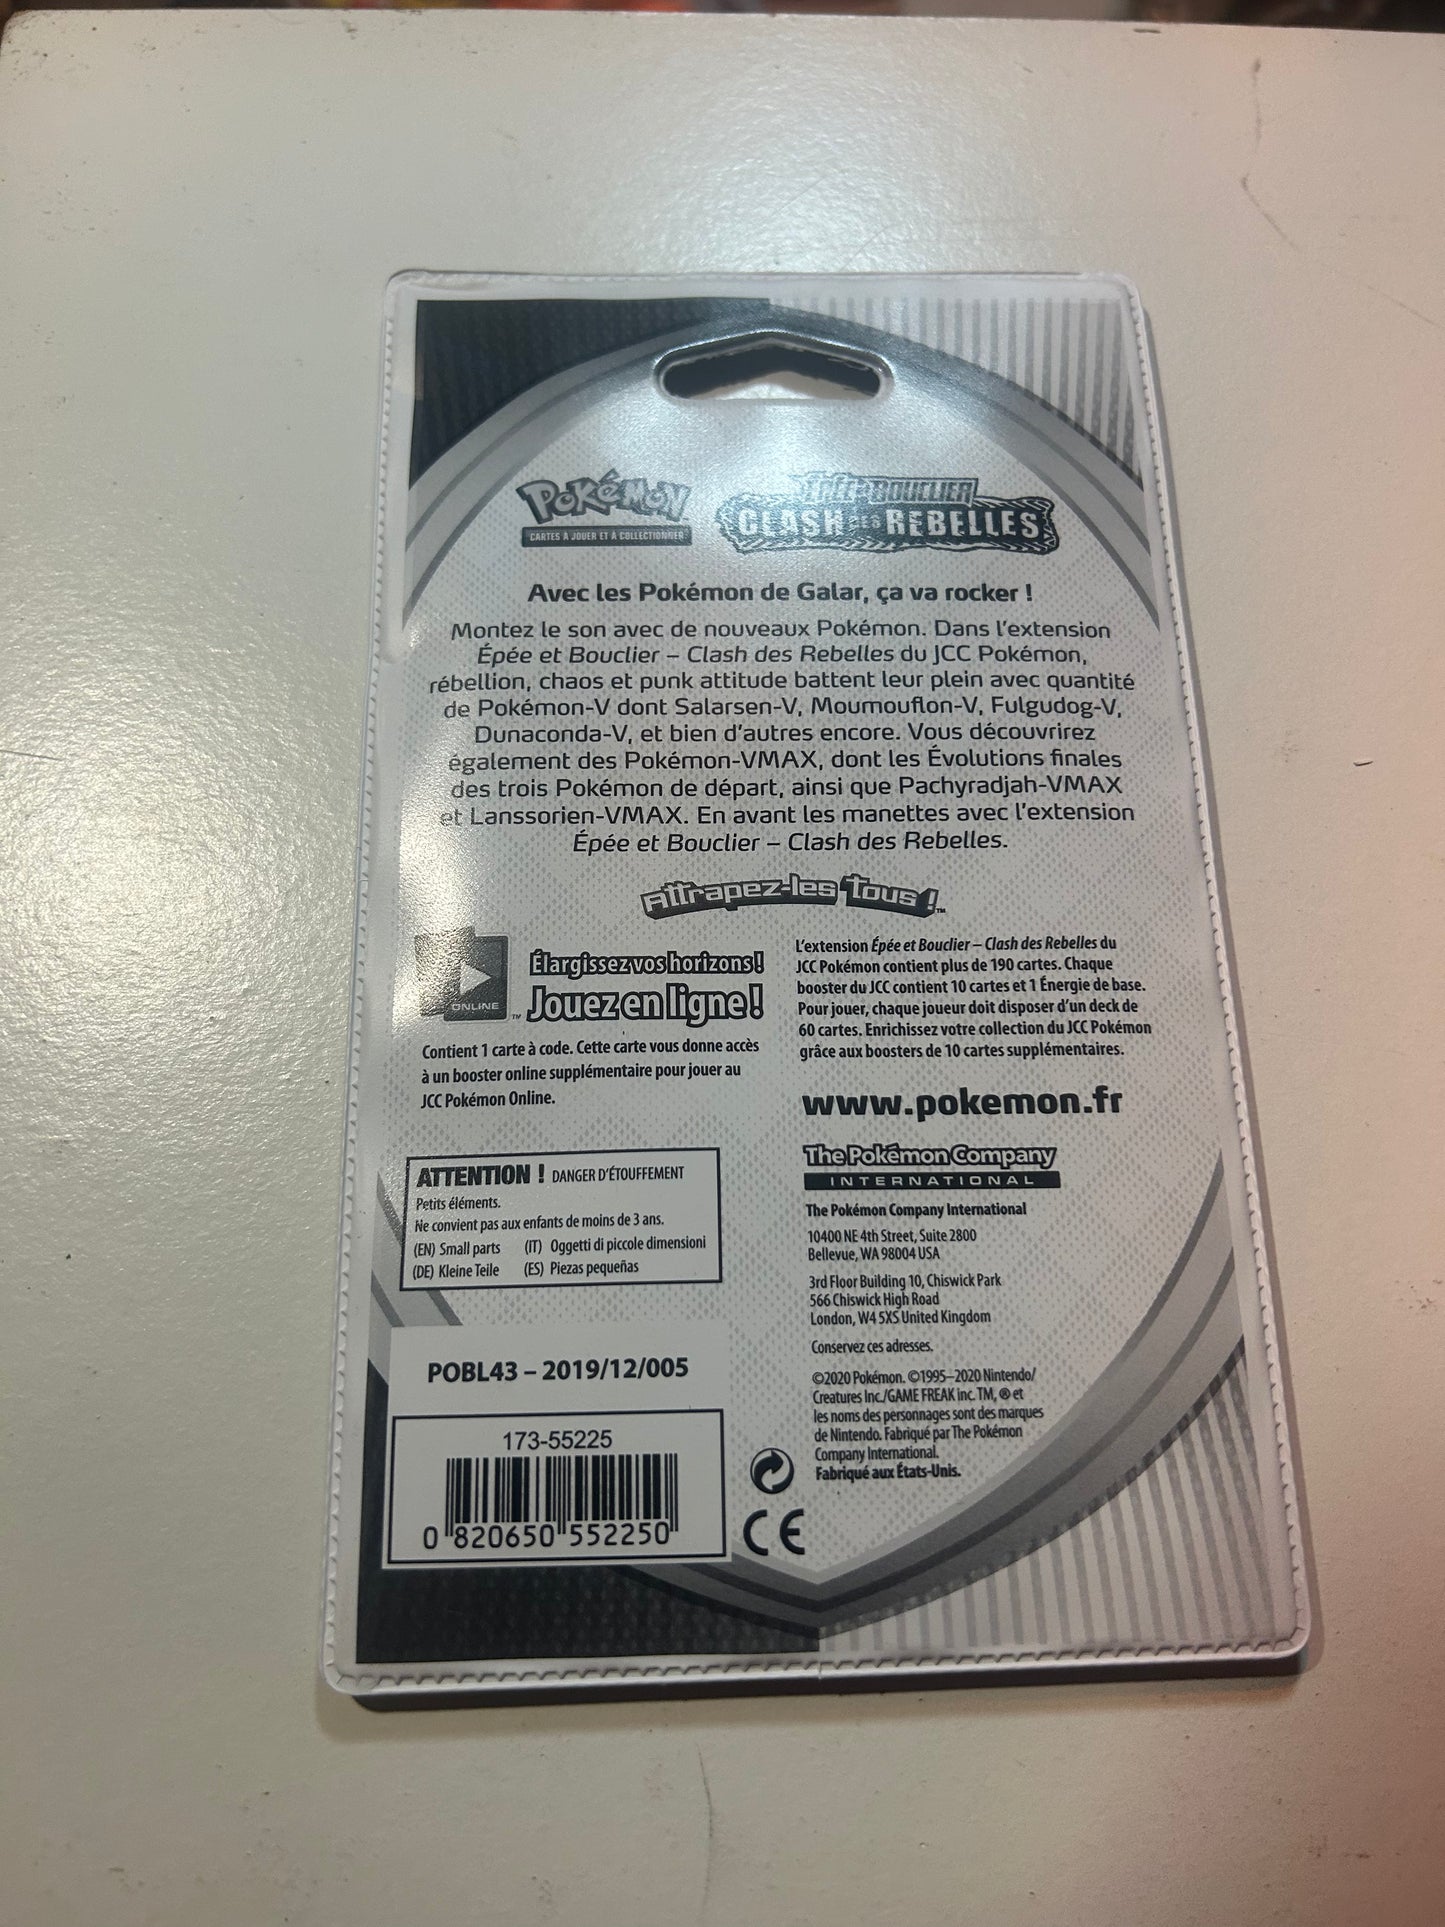 POKéMON
CARTES À JOUER ET À COLLECTIONNER
ÉPÉE ET BOUCLIER
CLASH DES REBELLES
Avec les Pokémon de Galar, ça va rocker !
Montez le son avec de nouveaux Pokémon. Dans l'extension
Épée et Bouclier – Clash des Rebelles du JCC Pokémon,
rébellion, chaos et punk attitude battent leur plein avec quantité
de Pokémon-V dont Salarsen-V, Moumouflon-V, Fulgudog-V,
Dunaconda-V, et bien d'autres encore. Vous découvrirez
également des Pokémon-VMAX, dont les Évolutions finales
des trois Pokémon de départ, ainsi que Pachyradjah-VMAX
et Lanssorien-VMAX. En avant les manettes avec l'extension
Épée et Bouclier – Clash des Rebelles.
Attrapez-les tous !™
ONLINE™
Élargissez vos horizons !
Jouez en ligne !
Contient 1 carte à code. Cette carte vous donne accès
à un booster online supplémentaire pour jouer au
JCC Pokémon Online.
L'extension Épée et Bouclier – Clash des Rebelles du
JCC Pokémon contient plus de 190 cartes. Chaque
booster du JCC contient 10 cartes et 1 Énergie de base.
Pour jouer, chaque joueur doit disposer d'un deck de
60 cartes. Enrichissez votre collection du JCC Pokémon
grâce aux boosters de 10 cartes supplémentaires.
www.pokemon.fr
ATTENTION ! DANGER D'ÉTOUFFEMENT
Petits éléments.
Ne convient pas aux enfants de moins de 3 ans.
(EN) Small parts (IT) Oggetti di piccole dimensioni
(DE) Kleine Teile (ES) Piezas pequeñas
The Pokémon Company
INTERNATIONAL
The Pokémon Company International
10400 NE 4th Street, Suite 2800
Bellevue, WA 98004 USA
3rd Floor Building 10, Chiswick Park
566 Chiswick High Road
London, W4 5XS United Kingdom
Conservez ces adresses.
©2020 Pokémon. ©1995–2020 Nintendo/
Creatures Inc./GAME FREAK inc. TM, ® et
les noms des personnages sont des marques
de Nintendo. Fabriqué par The Pokémon
Company International.
Fabriqué aux États-Unis.
POBL43 – 2019/12/005
173-55225
0 820650 552250
CE